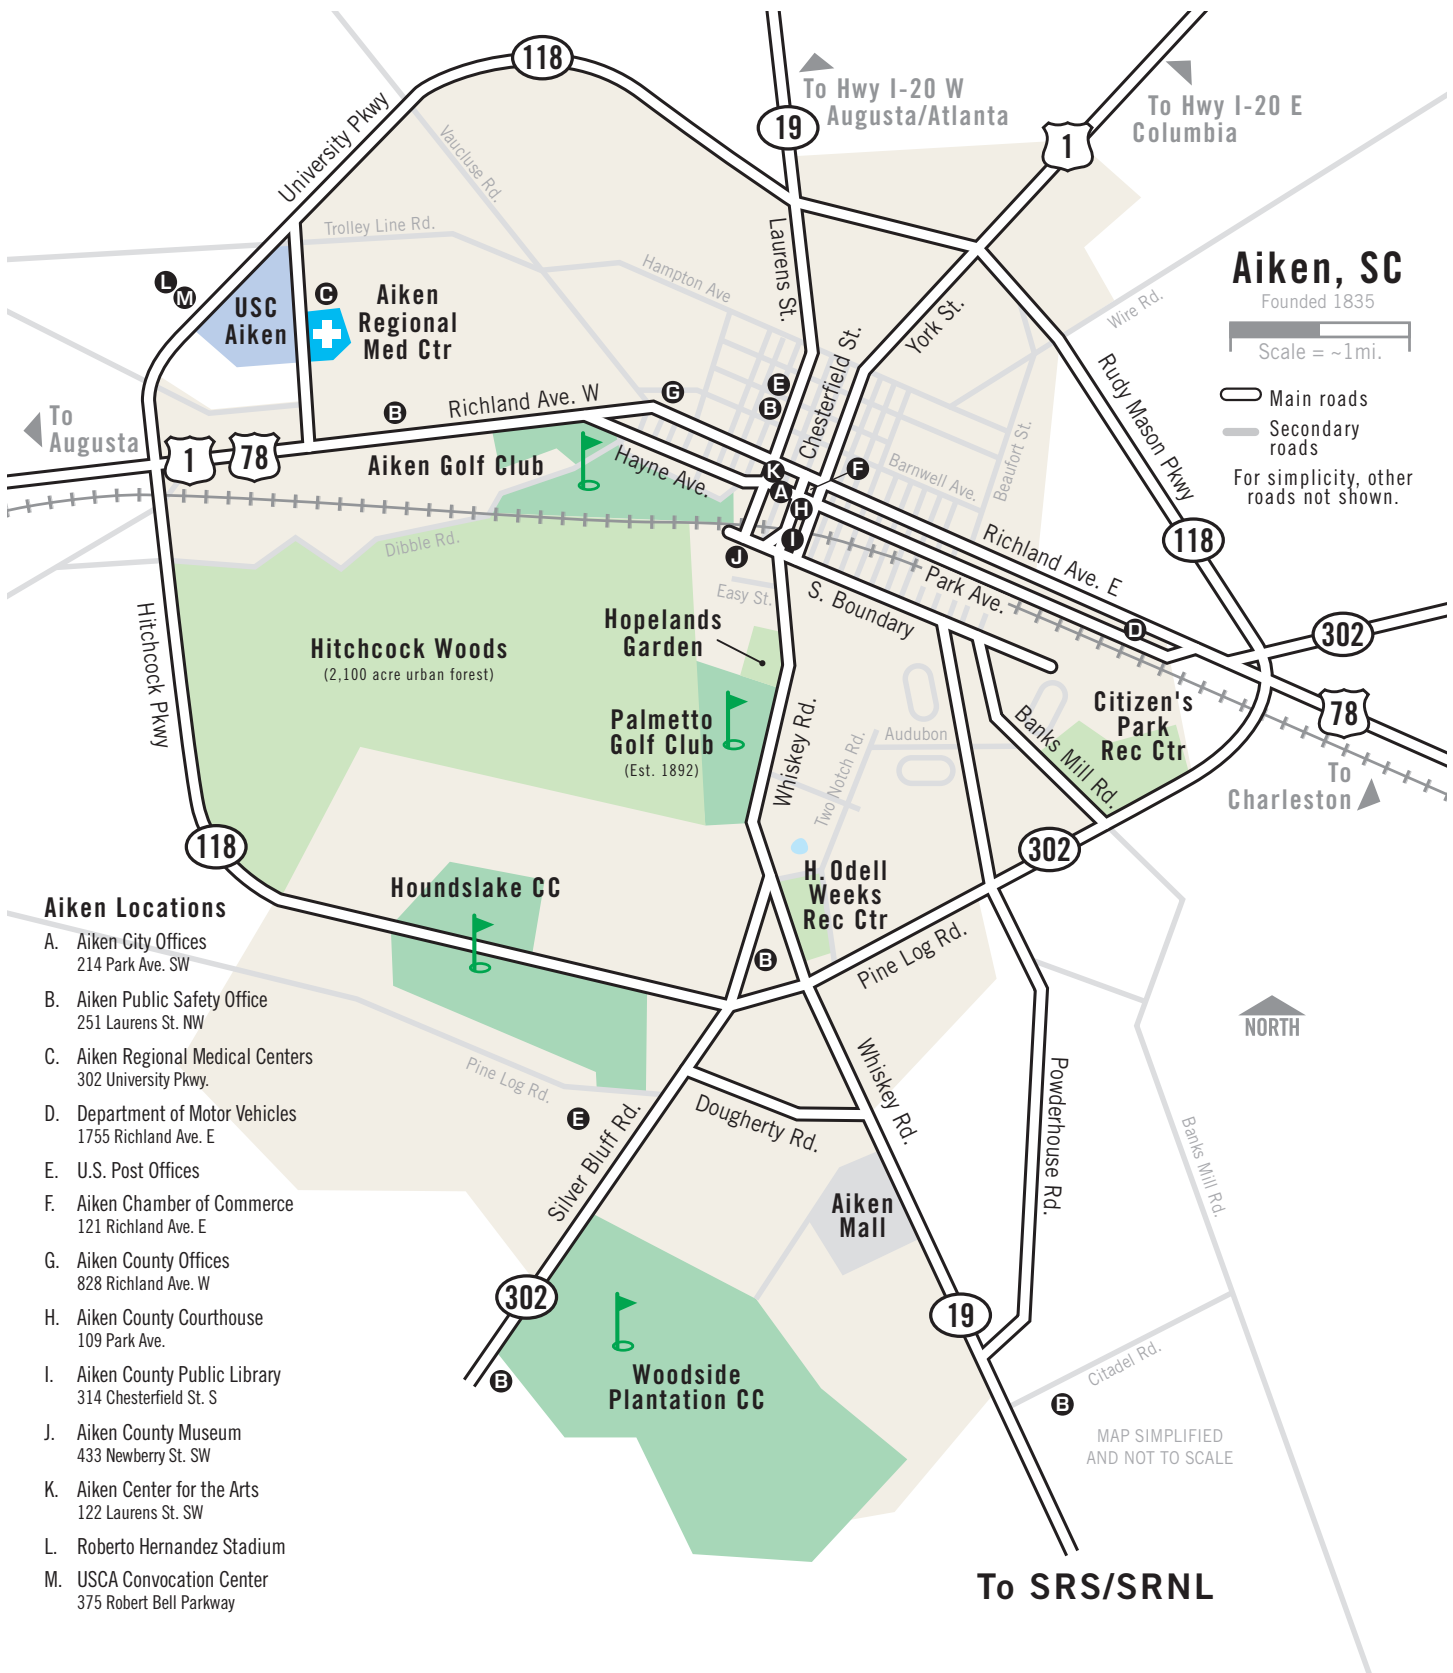 118
To Hwy I-20 W
Augusta/Atlanta
To Hwy I-20 E
Columbia
19
1
University Pkwy
Vaucluse Rd.
Trolley Line Rd.
Hampton Ave
Laurens St.
Chesterfield St.
York St.
Wire Rd.
Rudy Mason Pkwy
Aiken, SC
Founded 1835
Scale = ~1mi.
Main roads
Secondary
roads
For simplicity, other
roads not shown.
L
M
USC
Aiken
C
Aiken
Regional
Med Ctr
E
B
G
B
Richland Ave. W
To
Augusta
1
78
Aiken Golf Club
Hayne Ave.
K
A
F
H
I
J
Barnwell Ave.
Beaufort St.
118
Dibble Rd.
Richland Ave. E
Park Ave.
S. Boundary
Easy St.
Hitchcock Pkwy
Hopelands
Garden
Hitchcock Woods
(2,100 acre urban forest)
D
302
Palmetto
Golf Club
(Est. 1892)
Whiskey Rd.
Two Notch Rd.
Audubon
Banks Mill Rd.
Citizen's
Park
Rec Ctr
78
To
Charleston
118
302
Houndslake CC
H. Odell
Weeks
Rec Ctr
B
Pine Log Rd.
NORTH
Pine Log Rd.
E
Silver Bluff Rd.
Dougherty Rd.
Whiskey Rd.
Powderhouse Rd.
Banks Mill Rd.
Aiken
Mall
302
19
B
Woodside
Plantation CC
Citadel Rd.
B
MAP SIMPLIFIED
AND NOT TO SCALE
To SRS/SRNL
Aiken Locations
A. Aiken City Offices
214 Park Ave. SW
B. Aiken Public Safety Office
251 Laurens St. NW
C. Aiken Regional Medical Centers
302 University Pkwy.
D. Department of Motor Vehicles
1755 Richland Ave. E
E. U.S. Post Offices
F. Aiken Chamber of Commerce
121 Richland Ave. E
G. Aiken County Offices
828 Richland Ave. W
H. Aiken County Courthouse
109 Park Ave.
I. Aiken County Public Library
314 Chesterfield St. S
J. Aiken County Museum
433 Newberry St. SW
K. Aiken Center for the Arts
122 Laurens St. SW
L. Roberto Hernandez Stadium
M. USCA Convocation Center
375 Robert Bell Parkway